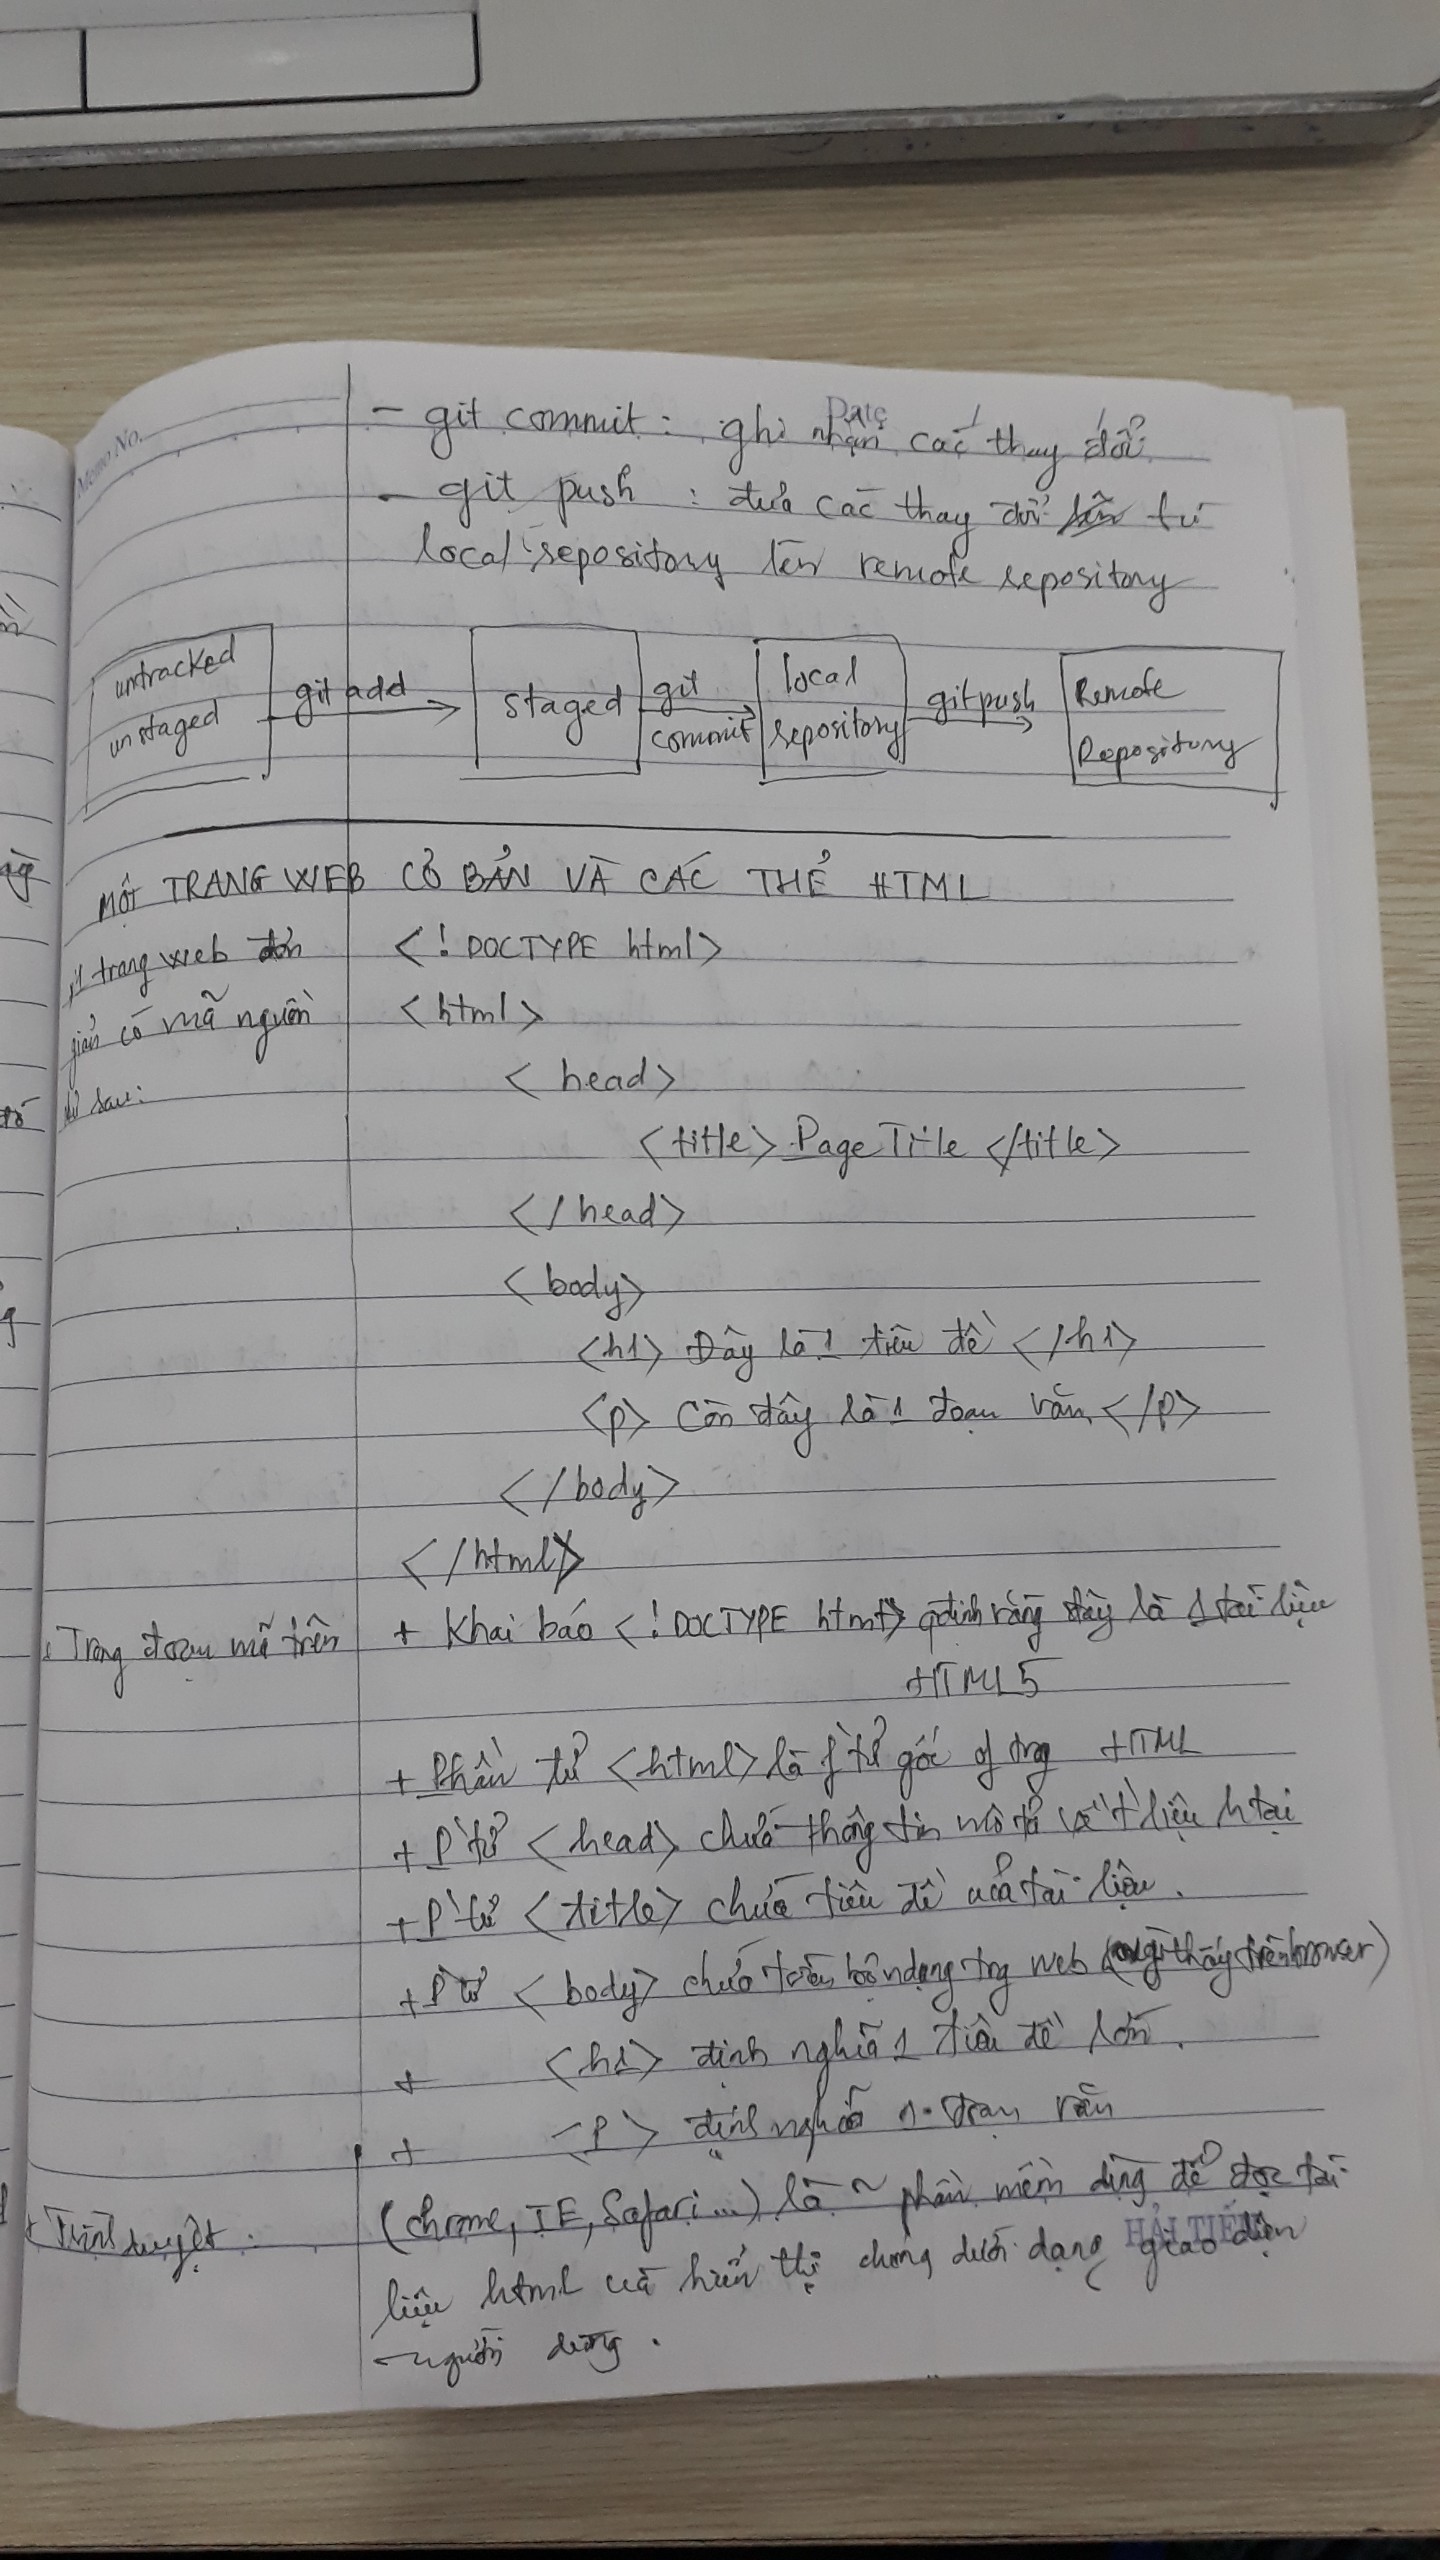 Memo No.
Date / /
- git commit : ghi nhận các thay đổi
- git push : đưa các thay đổi từ
local repository lên remote repository
untracked
unstaged
git add
staged
git
commit
local
repository
git push
Remote
Repository
MỘT TRANG WEB CƠ BẢN VÀ CÁC THẺ HTML
1 trang web đơn
giản có mã nguồn
như sau:
<!DOCTYPE html>
<html>
<head>
<title> Page Title </title>
</head>
<body>
<h1> Đây là 1 tiêu đề </h1>
<p> Còn đây là 1 đoạn văn </p>
</body>
</html>
Trong đoạn mã trên
+ Khai báo <!DOCTYPE html> qđịnh rằng đây là 1 tài liệu
HTML5
+ Phần tử <html> là p tử gốc of trg HTML
+ P tử <head> chứa thông tin mô tả về t liệu h tại
+ P tử <title> chứa tiêu đề của tài liệu.
+ P tử <body> chứa toàn bộ ndạng trg web ( gì thấy trên browser)
+ <h1> định nghĩa 1 tiêu đề lớn.
+ <p> định nghĩa 1 đoạn văn
+ Trình duyệt.
(chrome, IE, Safari...) là ~ phần mềm dùng để đọc tài
HẢI TIẾN
liệu html và hiển thị chúng dưới dạng giao diện
người dùng.